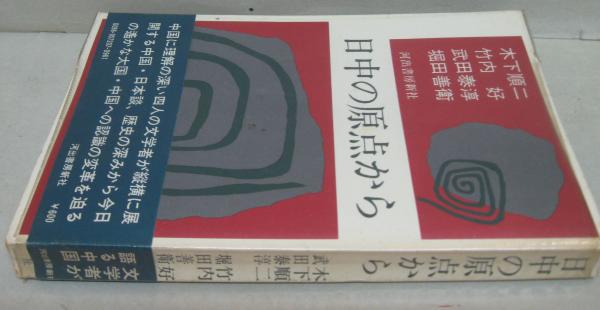 木下順二
竹内 好
武田泰淳
堀田善衛
河出書房新社
日中の原点から
中国に理解の深い四人の文学者が縦横に展
開する中国・日本談、歴史の深みから今日
の遥かな大国・中国への認識の変革を迫る
河出書房新社
￥600
日中の原点から
木下順二
武田泰淳
竹内 好
堀田善衛
文学者が
語る中国